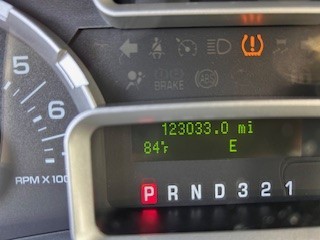 BRAKE
5
6
RPM X 100
123033.0 mi
84°F E
P R N D 3 2 1